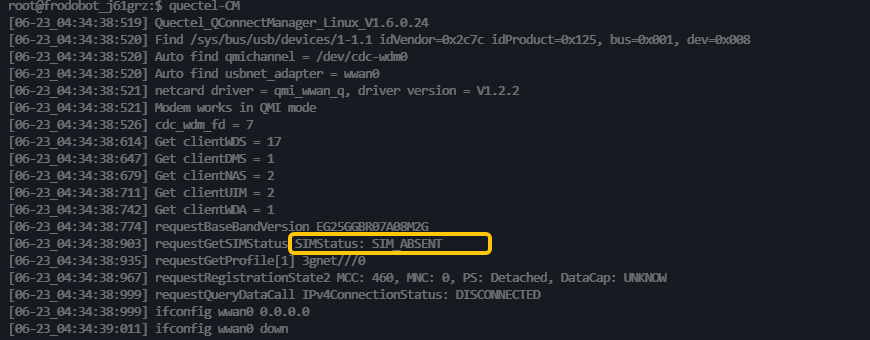 root@frodobot_j61grz:$ quectel-CM
[06-23_04:34:38:519] Quectel_QConnectManager_Linux_V1.6.0.24
[06-23_04:34:38:520] Find /sys/bus/usb/devices/1-1.1 idVendor=0x2c7c idProduct=0x125, bus=0x001, dev=0x008
[06-23_04:34:38:520] Auto find qmichannel = /dev/cdc-wdm0
[06-23_04:34:38:520] Auto find usbnet_adapter = wwan0
[06-23_04:34:38:521] netcard driver = qmi_wwan_q, driver version = V1.2.2
[06-23_04:34:38:521] Modem works in QMI mode
[06-23_04:34:38:526] cdc_wdm_fd = 7
[06-23_04:34:38:614] Get clientWDS = 17
[06-23_04:34:38:647] Get clientDMS = 1
[06-23_04:34:38:679] Get clientNAS = 2
[06-23_04:34:38:711] Get clientUIM = 2
[06-23_04:34:38:742] Get clientWDA = 1
[06-23_04:34:38:774] requestBaseBandVersion EG25GGBR07A08M2G
[06-23_04:34:38:903] requestGetSIMStatus SIMStatus: SIM_ABSENT
[06-23_04:34:38:935] requestGetProfile[1] 3gnet///0
[06-23_04:34:38:967] requestRegistrationState2 MCC: 460, MNC: 0, PS: Detached, DataCap: UNKNOW
[06-23_04:34:38:999] requestQueryDataCall IPv4ConnectionStatus: DISCONNECTED
[06-23_04:34:38:999] ifconfig wwan0 0.0.0.0
[06-23_04:34:39:011] ifconfig wwan0 down